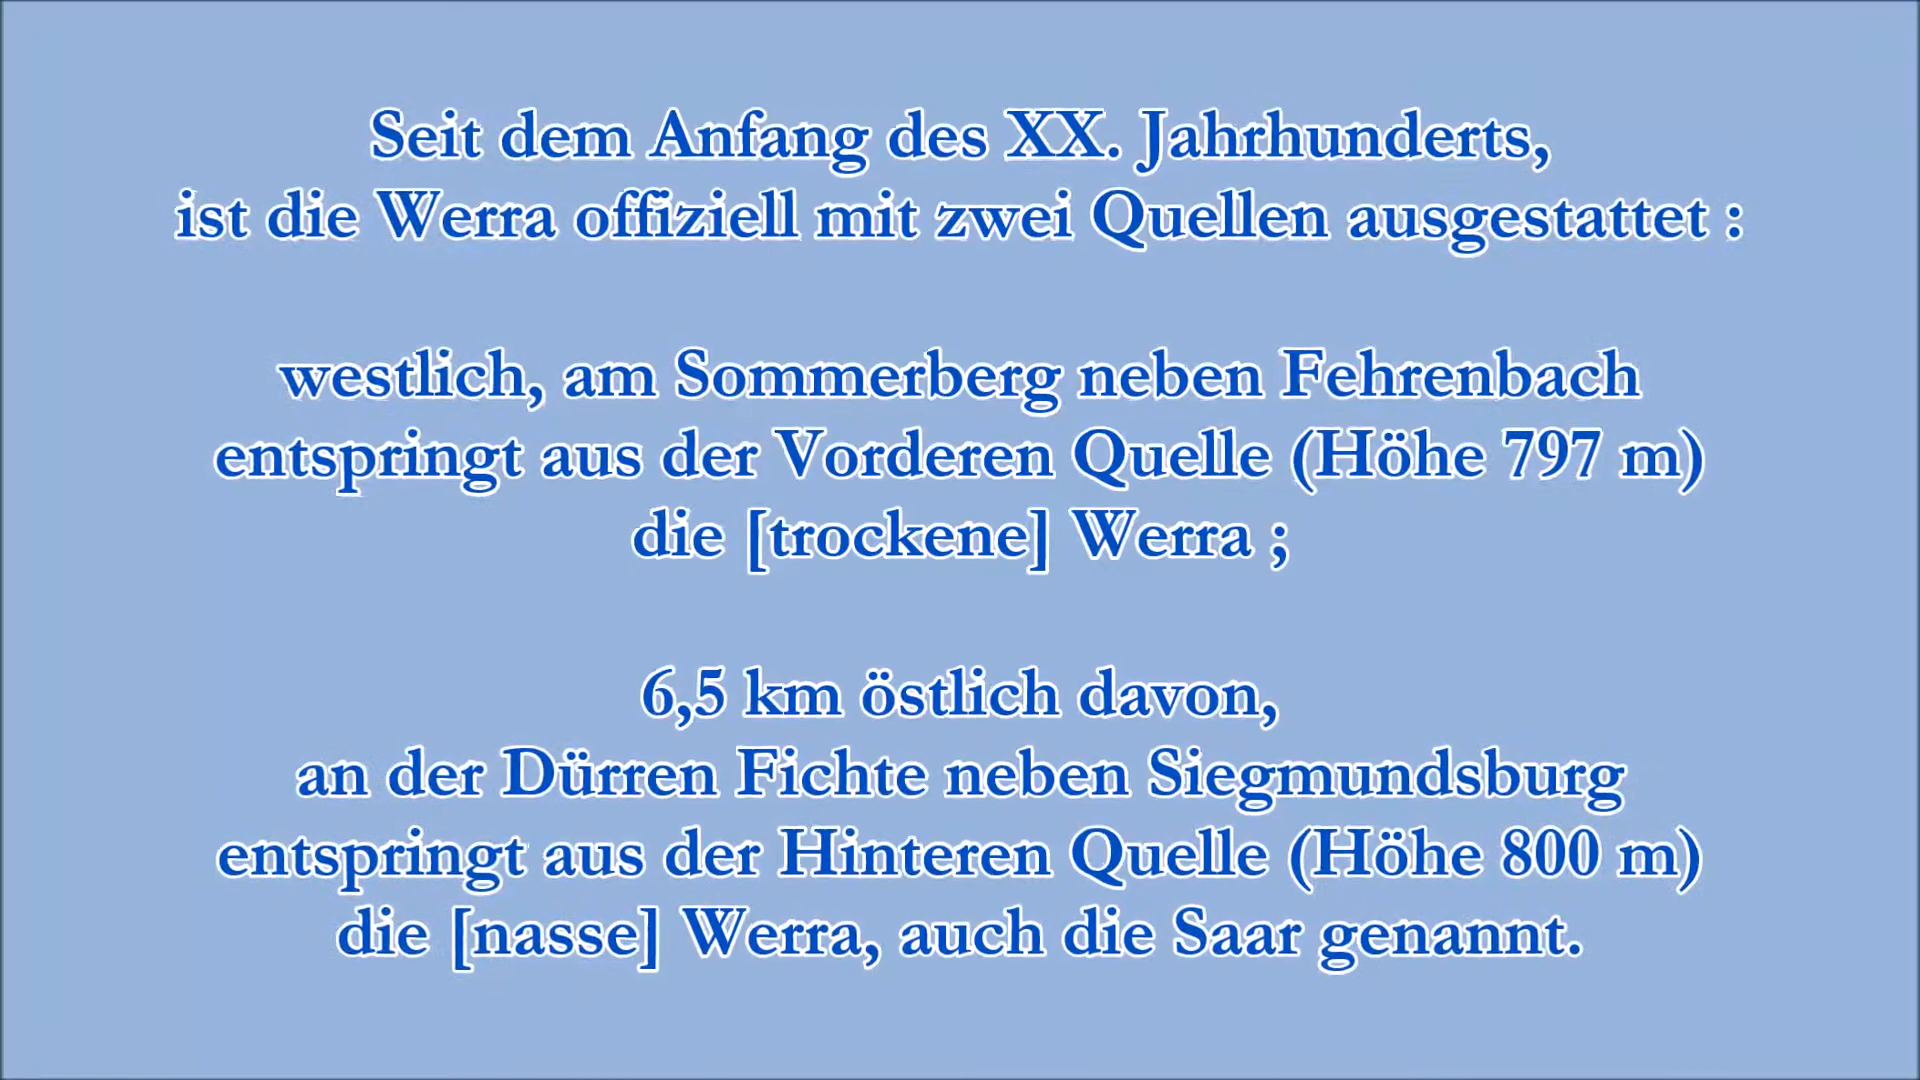 Seit dem Anfang des XX. Jahrhunderts,
ist die Werra offiziell mit zwei Quellen ausgestattet :
westlich, am Sommerberg neben Fehrenbach
entspringt aus der Vorderen Quelle (Höhe 797 m)
die [trockene] Werra ;
6,5 km östlich davon,
an der Dürren Fichte neben Siegmundsburg
entspringt aus der Hinteren Quelle (Höhe 800 m)
die [nasse] Werra, auch die Saar genannt.